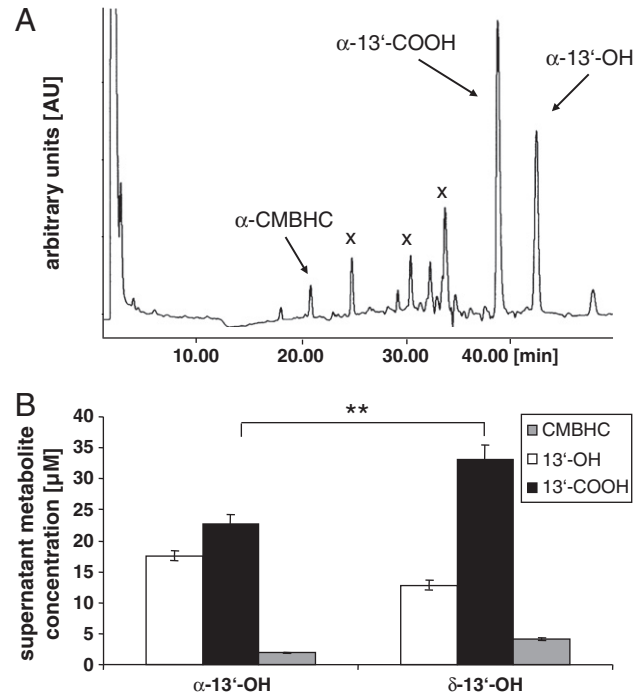 A
arbitrary units [AU]
α-13‘-COOH
α-13‘-OH
α-CMBHC
x
x
x
10.00 20.00 30.00 40.00 [min]
B
supernatant metabolite
concentration [µM]
40
35
30
25
20
15
10
5
0
**
CMBHC
13‘-OH
13‘-COOH
α-13‘-OH
δ-13‘-OH